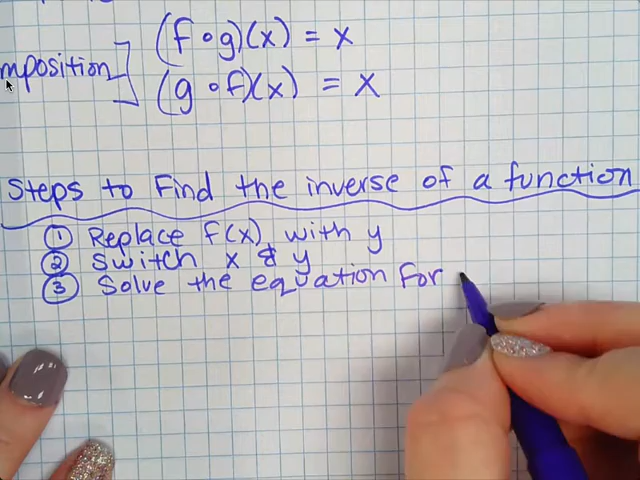 (f∘g)(x) = x
mposition
(g∘f)(x) = x
Steps to Find the inverse of a function
① Replace f(x) with y
② Switch x & y
③ Solve the equation for